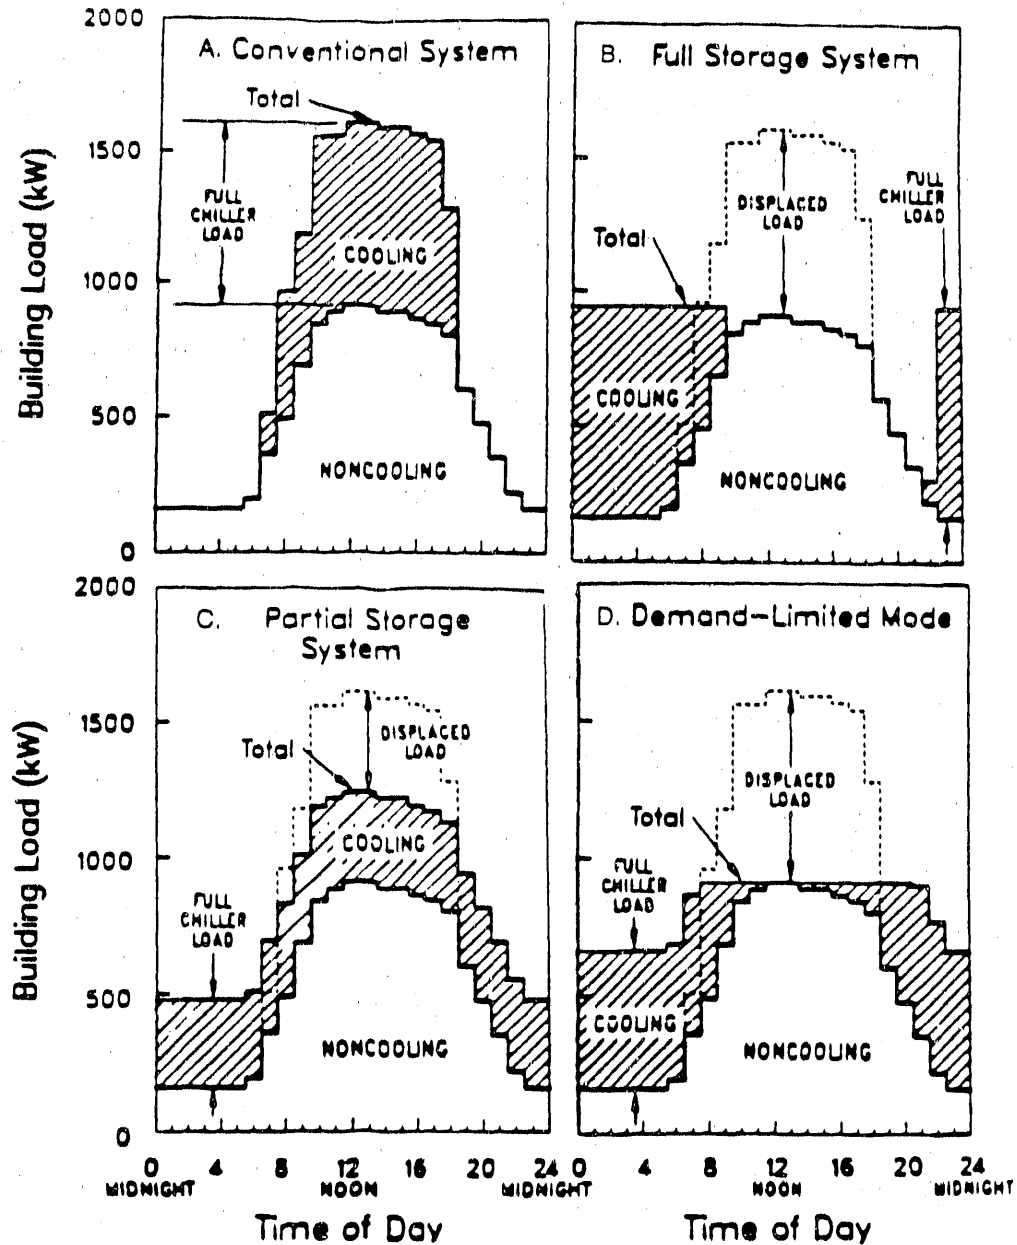 2000
A. Conventional System
Total
1500
FULL
CHILLER
LOAD
COOLING
1000
500
NONCOOLING
0
Building Load (kW)
B. Full Storage System
DISPLACED
LOAD
FULL
CHILLER
LOAD
Total
COOLING
NONCOOLING
2000
C. Partial Storage
System
1500
Total
DISPLACED
LOAD
COOLING
1000
FULL
CHILLER
LOAD
500
NONCOOLING
0
Building Load (kW)
0 4 8 12 16 20 24
MIDNIGHT NOON MIDNIGHT
Time of Day
D. Demand-Limited Mode
DISPLACED
LOAD
Total
FULL
CHILLER
LOAD
COOLING
NONCOOLING
0 4 8 12 16 20 24
NOON MIDNIGHT
Time of Day